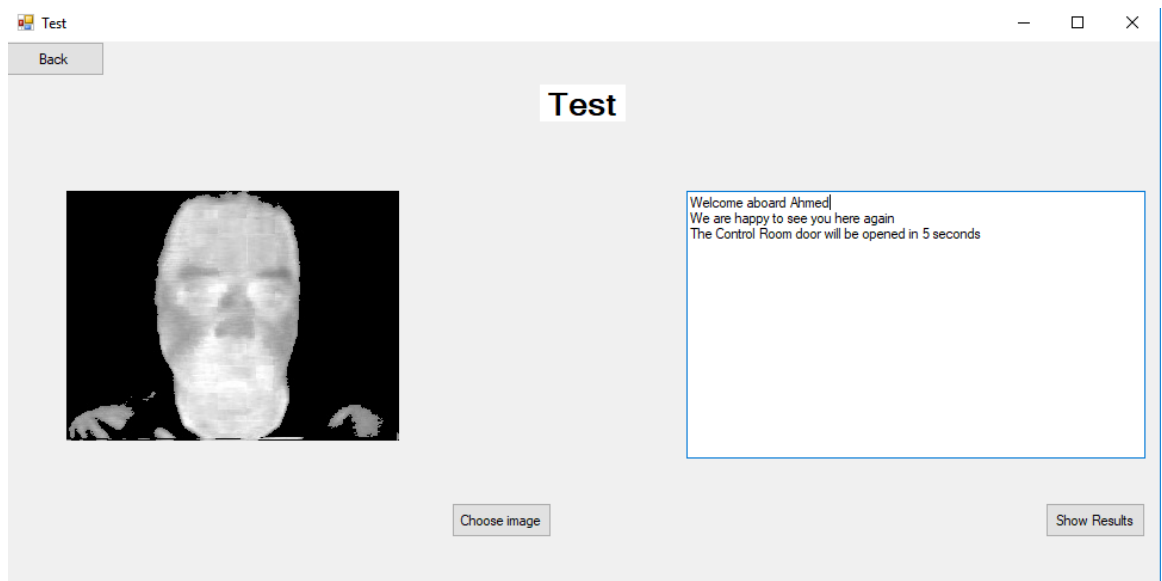 Test
Back
Test
Welcome aboard Ahmed
We are happy to see you here again
The Control Room door will be opened in 5 seconds
Choose image
Show Results